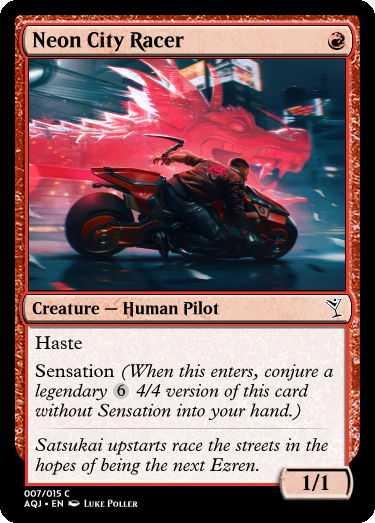 Neon City Racer
Creature — Human Pilot
Haste
Sensation (When this enters, conjure a
legendary 6 4/4 version of this card
without Sensation into your hand.)
Satsukai upstarts race the streets in the
hopes of being the next Ezren.
1/1
007/015 C
AQJ • EN Luke Poller